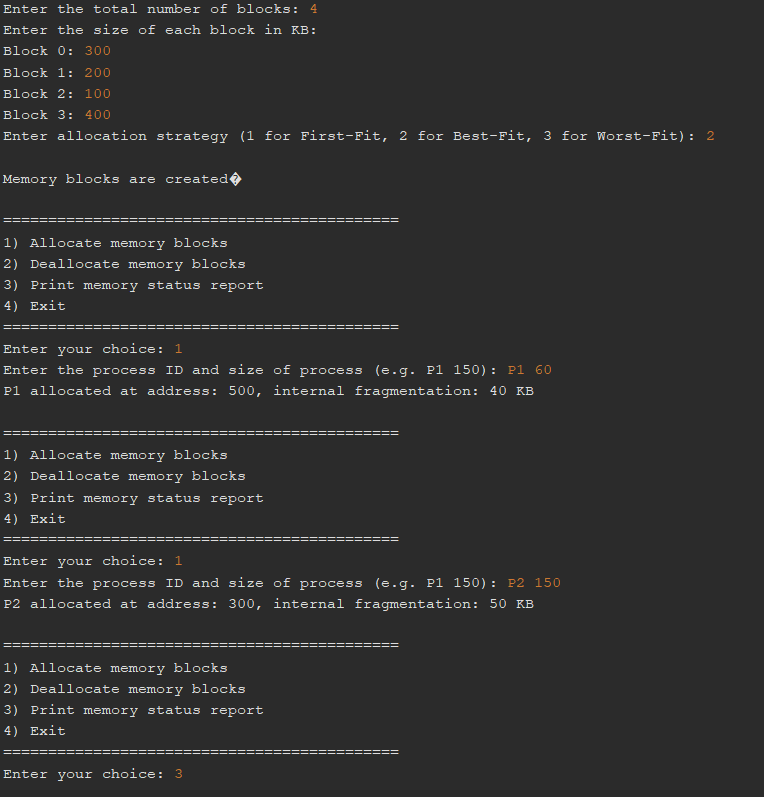 Enter the total number of blocks: 4
Enter the size of each block in KB:
Block 0: 300
Block 1: 200
Block 2: 100
Block 3: 400
Enter allocation strategy (1 for First-Fit, 2 for Best-Fit, 3 for Worst-Fit): 2
Memory blocks are created�
============================================
1) Allocate memory blocks
2) Deallocate memory blocks
3) Print memory status report
4) Exit
============================================
Enter your choice: 1
Enter the process ID and size of process (e.g. P1 150): P1 60
P1 allocated at address: 500, internal fragmentation: 40 KB
============================================
1) Allocate memory blocks
2) Deallocate memory blocks
3) Print memory status report
4) Exit
============================================
Enter your choice: 1
Enter the process ID and size of process (e.g. P1 150): P2 150
P2 allocated at address: 300, internal fragmentation: 50 KB
============================================
1) Allocate memory blocks
2) Deallocate memory blocks
3) Print memory status report
4) Exit
============================================
Enter your choice: 3